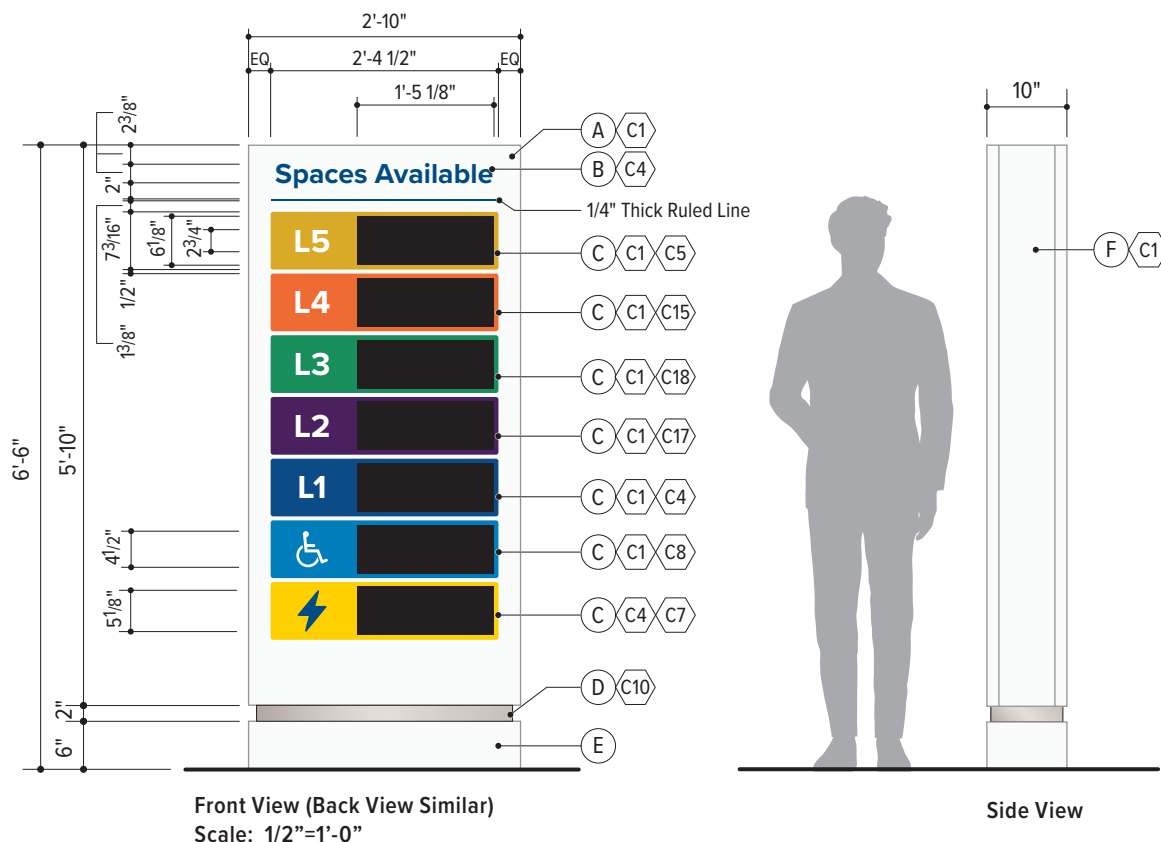 2'-10"
EQ 2'-4 1/2" EQ
1'-5 1/8"
10"
2 3/8"
2"
7 3/16"
6 1/8"
2 3/4"
1/2"
1 3/8"
6'-6"
5'-10"
4 1/2"
5 1/8"
2"
6"
Spaces Available
L5
L4
L3
L2
L1
A C1
B C4
1/4" Thick Ruled Line
C C1 C5
C C1 C15
C C1 C18
C C1 C17
C C1 C4
C C1 C8
C C4 C7
D C10
E
F C1
Front View (Back View Similar)
Scale: 1/2”=1’-0”
Side View